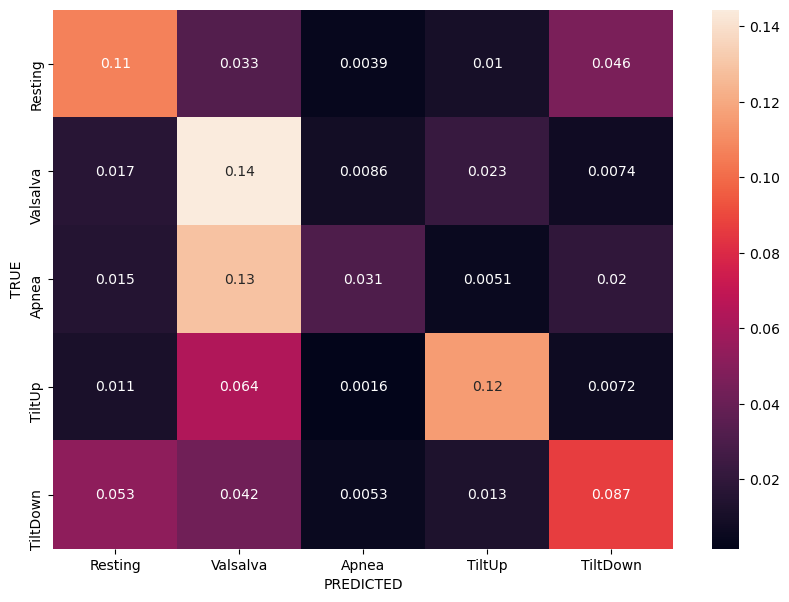 Resting 0.11 0.033 0.0039 0.01 0.046
Valsalva 0.017 0.14 0.0086 0.023 0.0074
Apnea 0.015 0.13 0.031 0.0051 0.02
TiltUp 0.011 0.064 0.0016 0.12 0.0072
TiltDown 0.053 0.042 0.0053 0.013 0.087
Resting Valsalva Apnea TiltUp TiltDown
PREDICTED
TRUE
0.14
0.12
0.10
0.08
0.06
0.04
0.02